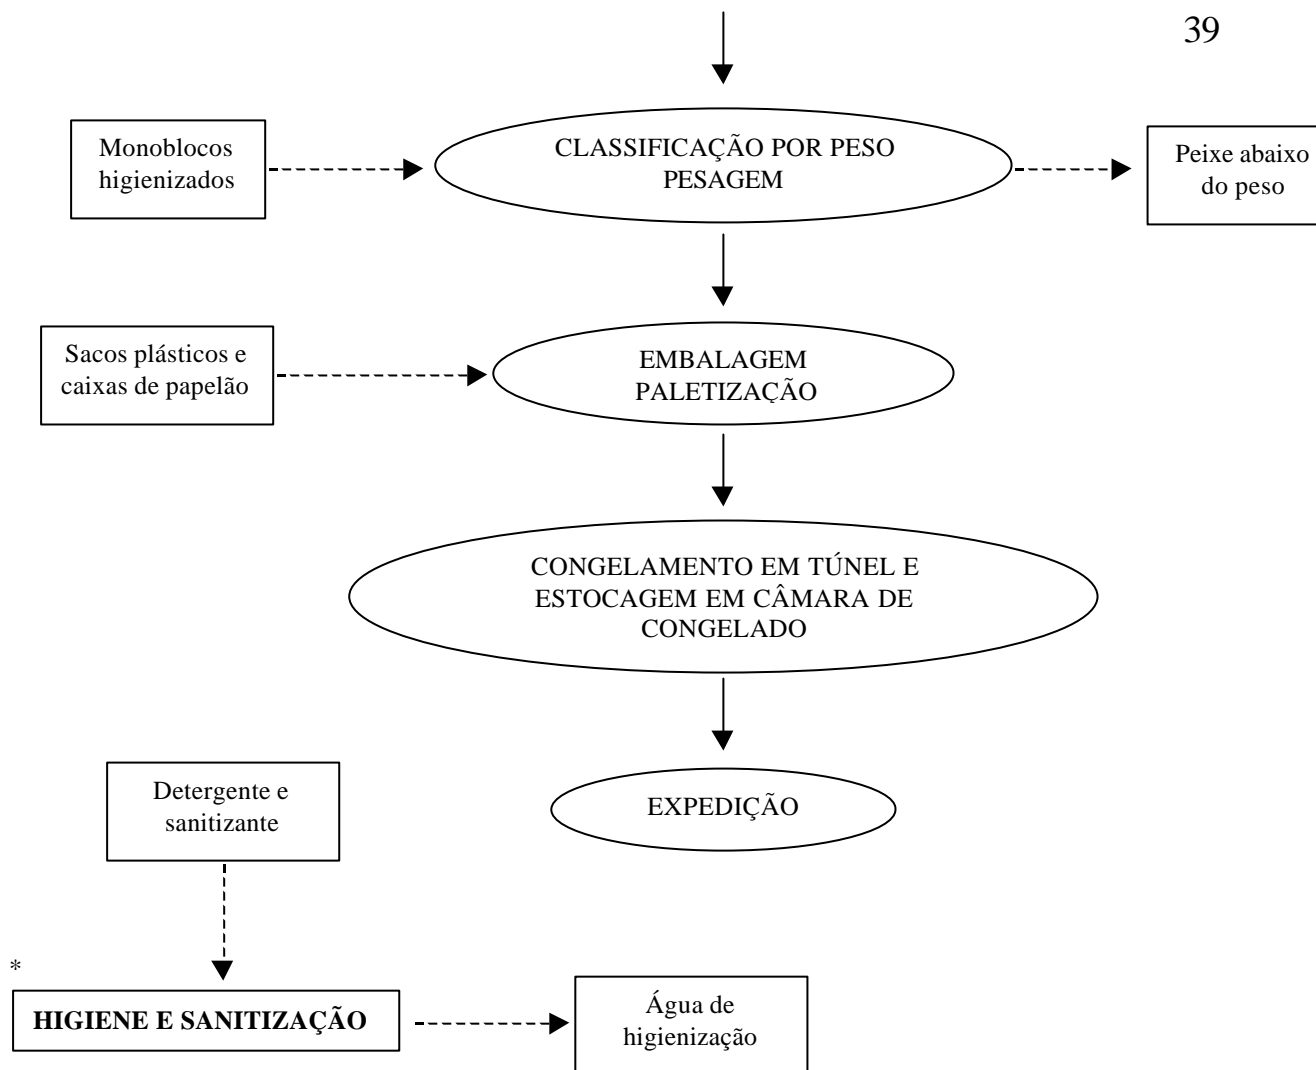 39
Monoblocos
higienizados
CLASSIFICAÇÃO POR PESO
PESAGEM
Peixe abaixo
do peso
Sacos plásticos e
caixas de papelão
EMBALAGEM
PALETIZAÇÃO
CONGELAMENTO EM TÚNEL E
ESTOCAGEM EM CÂMARA DE
CONGELADO
EXPEDIÇÃO
Detergente e
sanitizante
*
HIGIENE E SANITIZAÇÃO
Água de
higienização